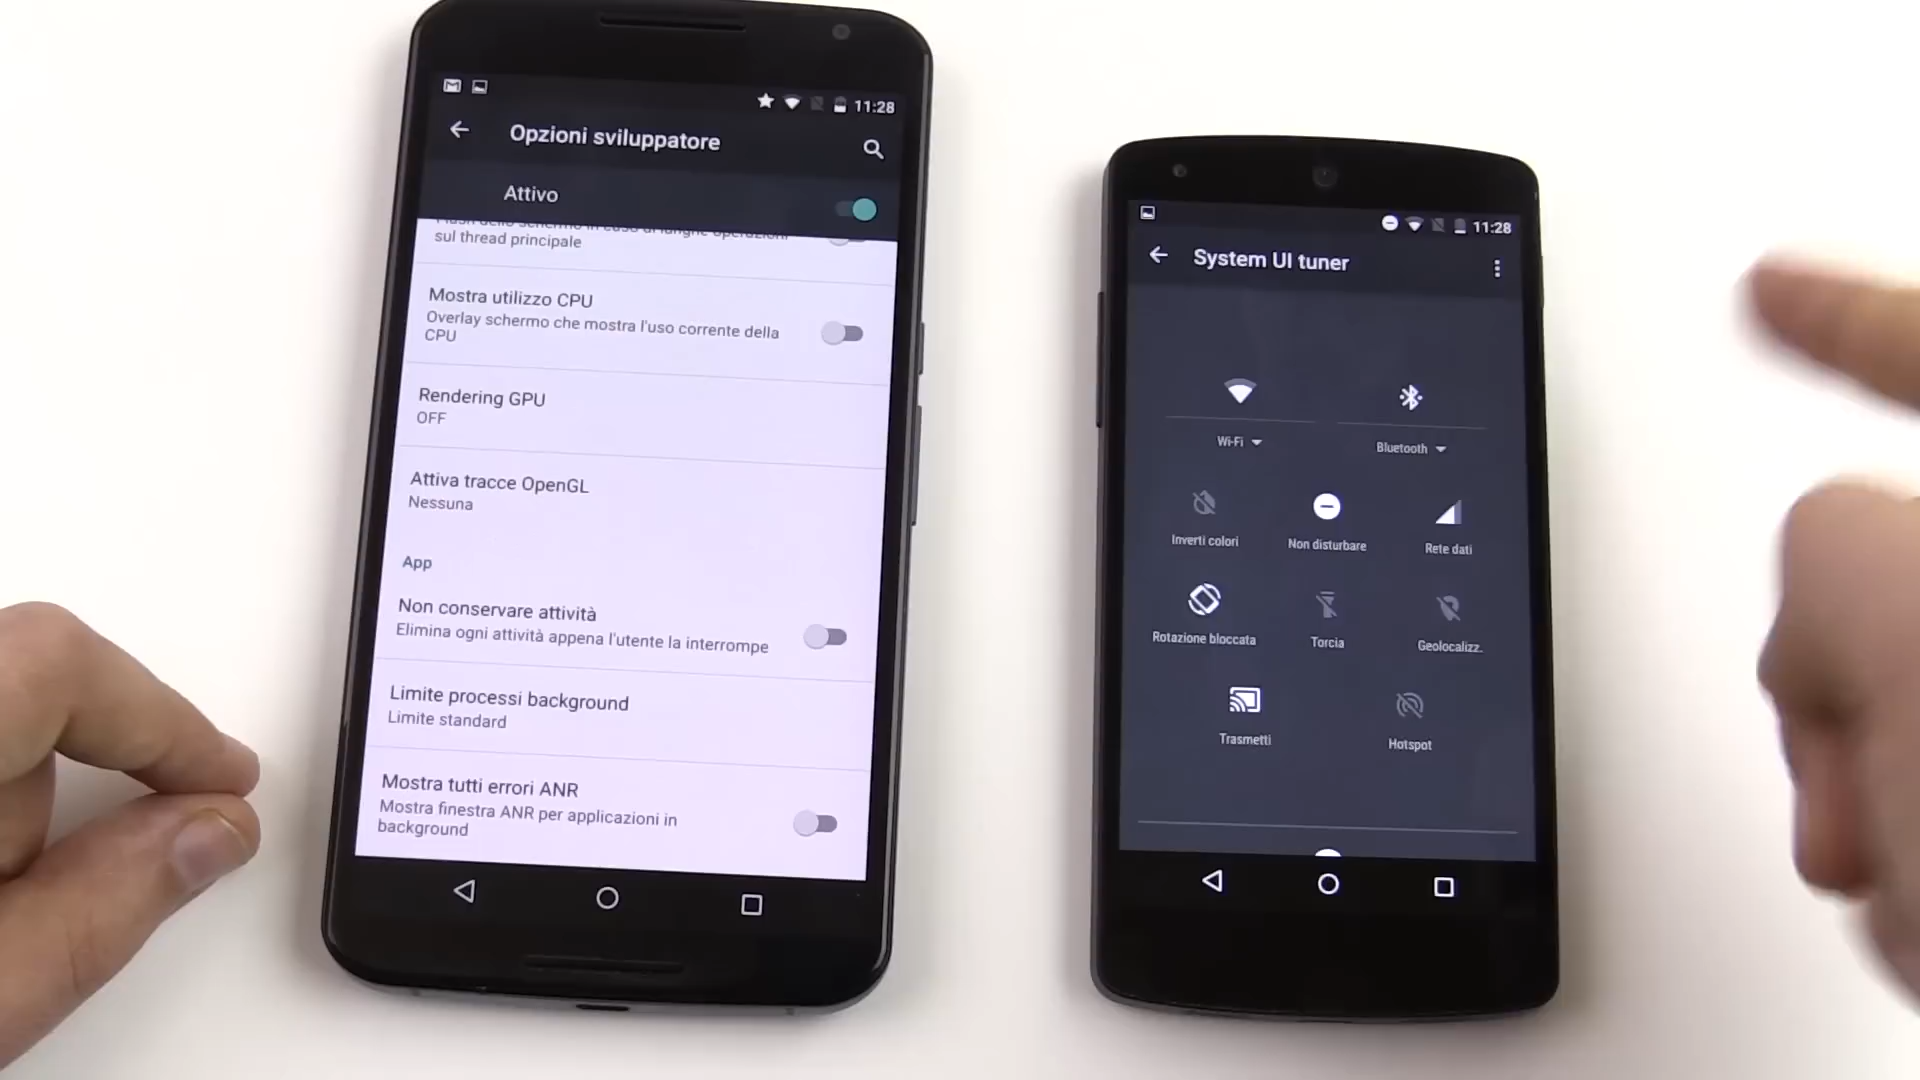 11:28
Opzioni sviluppatore
Attivo
sul thread principale
Mostra utilizzo CPU
Overlay schermo che mostra l'uso corrente della
CPU
Rendering GPU
OFF
Attiva tracce OpenGL
Nessuna
App
Non conservare attività
Elimina ogni attività appena l'utente la interrompe
Limite processi background
Limite standard
Mostra tutti errori ANR
Mostra finestra ANR per applicazioni in
background
11:28
System UI tuner
Wi-Fi
Bluetooth
Inverti colori
Non disturbare
Rete dati
Rotazione bloccata
Torcia
Geolocalizz.
Trasmetti
Hotspot